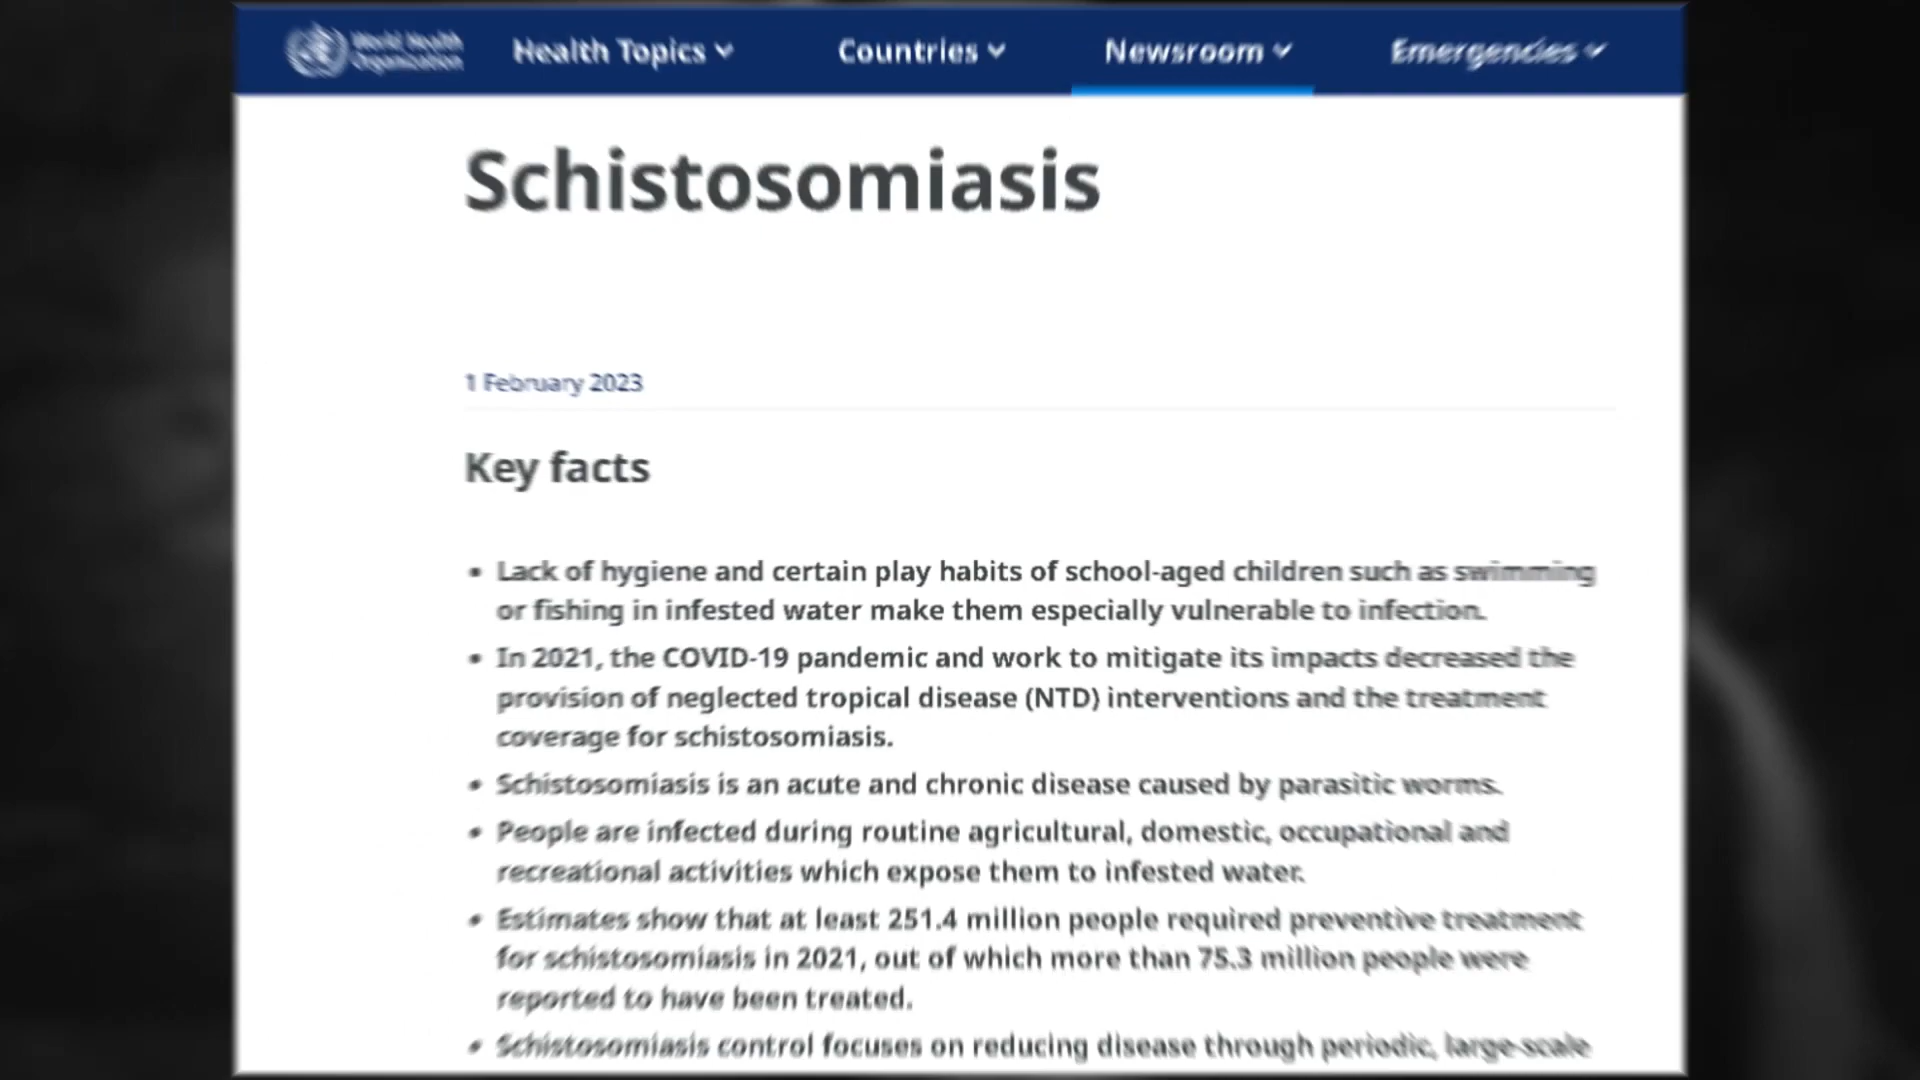 World Health
Organization
Health Topics
Countries
Newsroom
Emergencies
Schistosomiasis
1 February 2023
Key facts
• Lack of hygiene and certain play habits of school-aged children such as swimming
or fishing in infested water make them especially vulnerable to infection.
• In 2021, the COVID-19 pandemic and work to mitigate its impacts decreased the
provision of neglected tropical disease (NTD) interventions and the treatment
coverage for schistosomiasis.
• Schistosomiasis is an acute and chronic disease caused by parasitic worms.
• People are infected during routine agricultural, domestic, occupational and
recreational activities which expose them to infested water.
• Estimates show that at least 251.4 million people required preventive treatment
for schistosomiasis in 2021, out of which more than 75.3 million people were
reported to have been treated.
• Schistosomiasis control focuses on reducing disease through periodic, large-scale